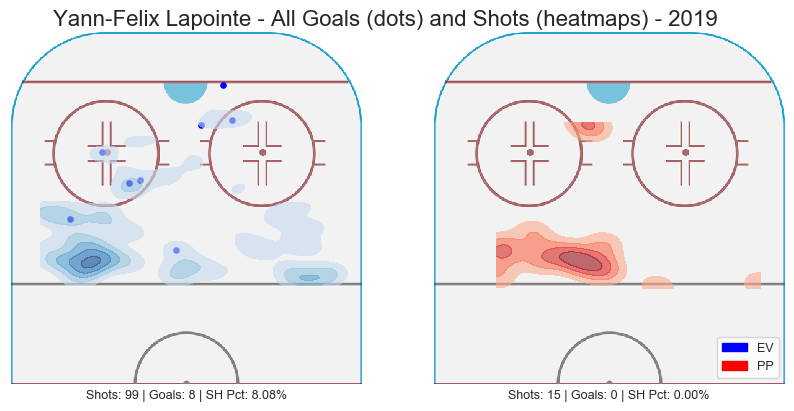 Yann-Felix Lapointe - All Goals (dots) and Shots (heatmaps) - 2019
EV
PP
Shots: 99 | Goals: 8 | SH Pct: 8.08%
Shots: 15 | Goals: 0 | SH Pct: 0.00%